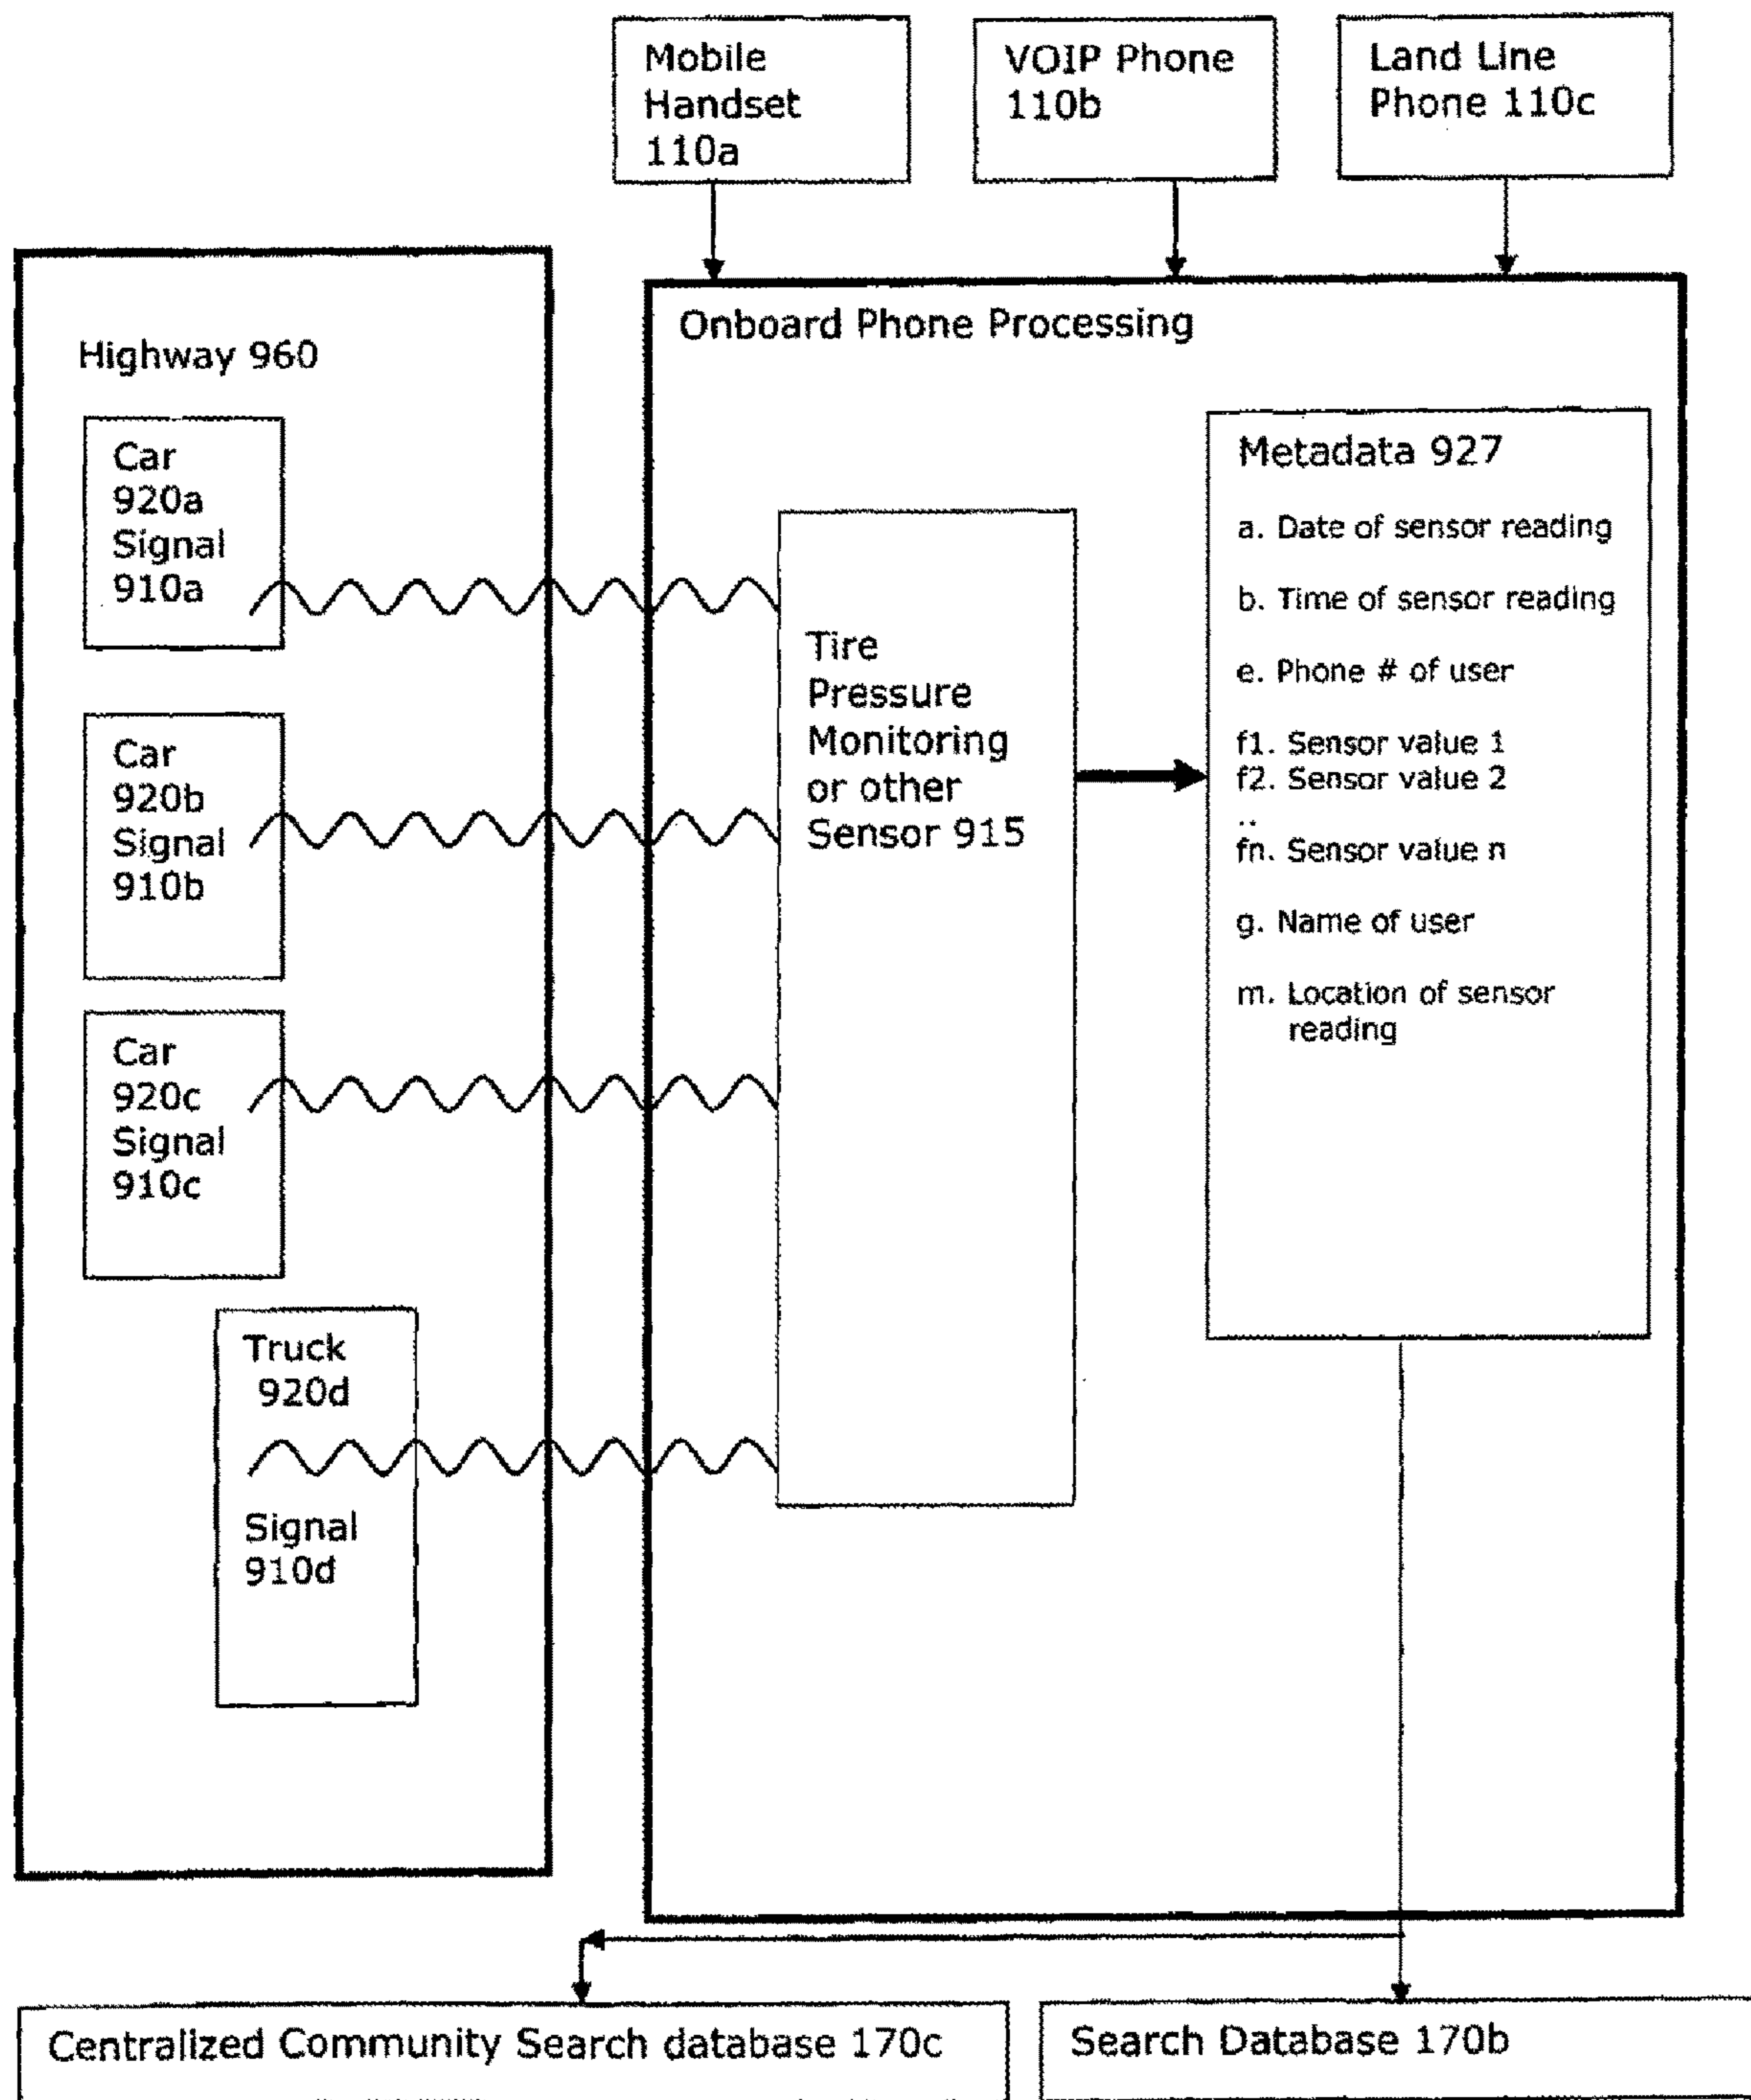 Mobile
Handset
110a
VOIP Phone
110b
Land Line
Phone 110c
Highway 960
Car
920a
Signal
910a
Car
920b
Signal
910b
Car
920c
Signal
910c
Truck
920d
Signal
910d
Onboard Phone Processing
Tire
Pressure
Monitoring
or other
Sensor 915
Metadata 927
a. Date of sensor reading
b. Time of sensor reading
e. Phone # of user
f1. Sensor value 1
f2. Sensor value 2
..
fn. Sensor value n
g. Name of user
m. Location of sensor
reading
Centralized Community Search database 170c
Search Database 170b